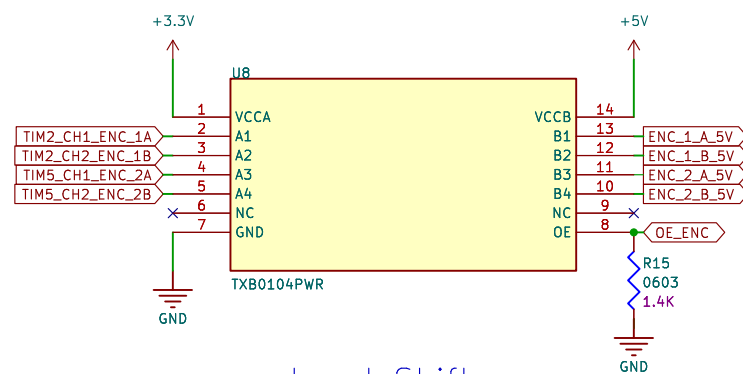 +3.3V
+5V
U8
1 VCCA
VCCB 14
TIM2_CH1_ENC_1A 2 A1
B1 13 ENC_1_A_5V
TIM2_CH2_ENC_1B 3 A2
B2 12 ENC_1_B_5V
TIM5_CH1_ENC_2A 4 A3
B3 11 ENC_2_A_5V
TIM5_CH2_ENC_2B 5 A4
B4 10 ENC_2_B_5V
6 NC
NC 9
7 GND
OE 8 OE_ENC
TXB0104PWR
R15
0603
1.4K
GND
GND